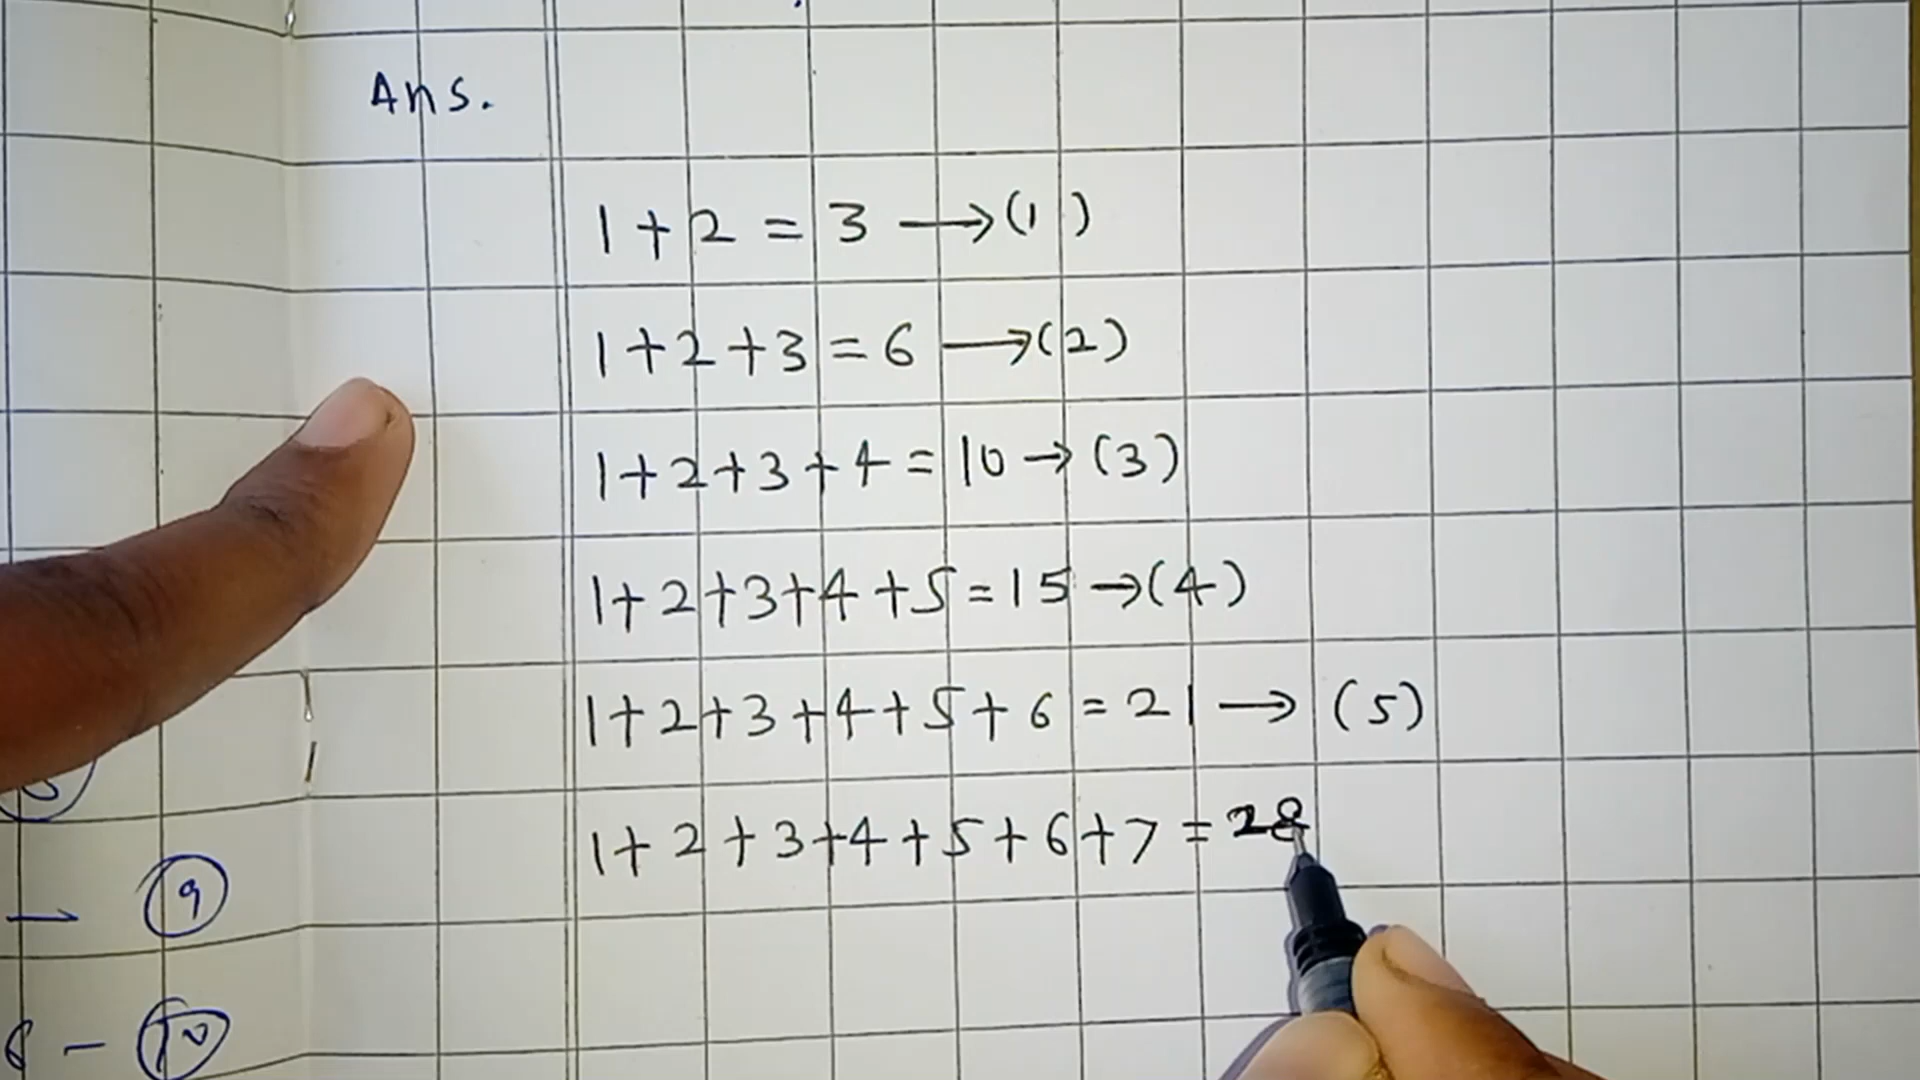 Ans.
1 + 2 = 3 → (1)
1 + 2 + 3 = 6 → (2)
1 + 2 + 3 + 4 = 10 → (3)
1 + 2 + 3 + 4 + 5 = 15 → (4)
1 + 2 + 3 + 4 + 5 + 6 = 21 → (5)
1 + 2 + 3 + 4 + 5 + 6 + 7 = 28
→ 9
– 10